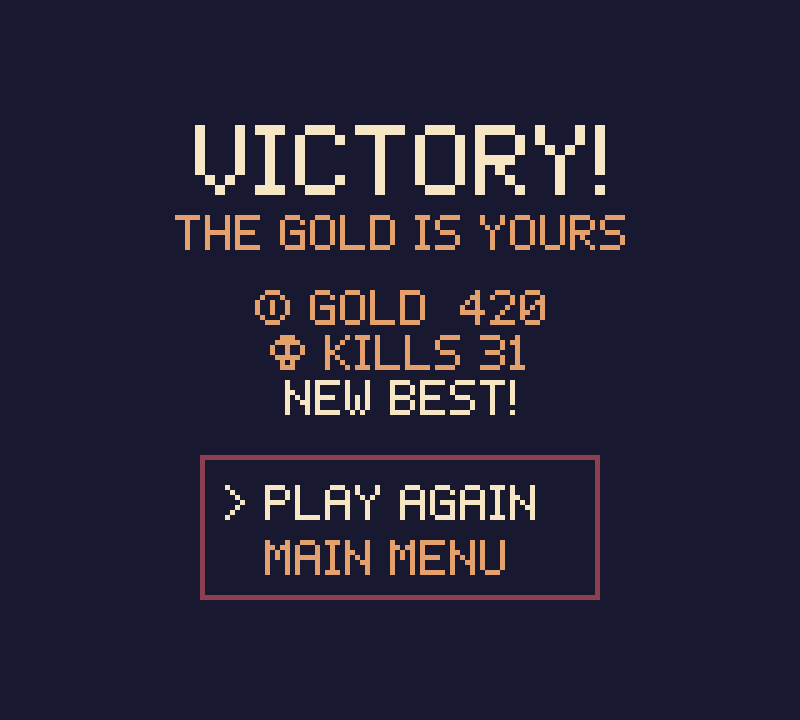 VICTORY!
THE GOLD IS YOURS
GOLD 420
KILLS 31
NEW BEST!
> PLAY AGAIN
MAIN MENU